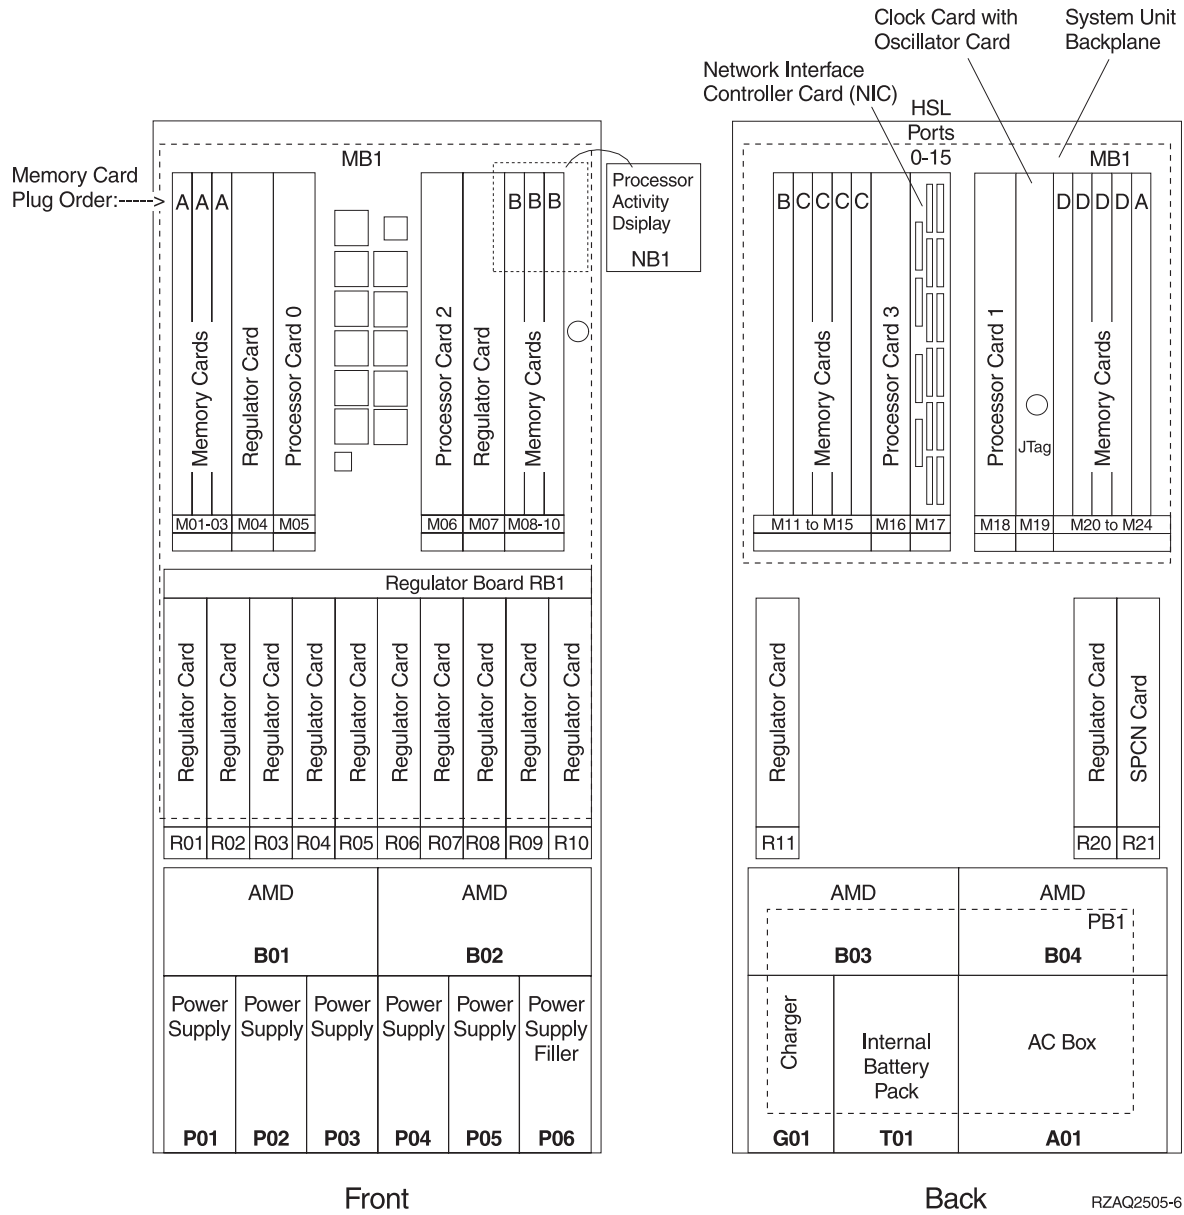 Clock Card with
Oscillator Card
System Unit
Backplane
Network Interface
Controller Card (NIC)
HSL
Ports
0-15
Memory Card
Plug Order:----->
MB1
A A A
B B B
Processor
Activity
Dsiplay
NB1
Memory Cards
Regulator Card
Processor Card 0
Processor Card 2
Regulator Card
Memory Cards
M01-03 M04 M05
M06 M07 M08-10
Regulator Board RB1
Regulator Card
Regulator Card
Regulator Card
Regulator Card
Regulator Card
Regulator Card
Regulator Card
Regulator Card
Regulator Card
Regulator Card
R01 R02 R03 R04 R05 R06 R07 R08 R09 R10
AMD
B01
AMD
B02
Power
Supply
P01
Power
Supply
P02
Power
Supply
P03
Power
Supply
P04
Power
Supply
P05
Power
Supply
Filler
P06
Front
MB1
B C C C C
D D D D A
Memory Cards
Processor Card 3
Processor Card 1
JTag
Memory Cards
M11 to M15 M16 M17
M18 M19 M20 to M24
Regulator Card
R11
Regulator Card
R20
SPCN Card
R21
AMD
B03
AMD
PB1
B04
Charger
G01
Internal
Battery
Pack
T01
AC Box
A01
Back
RZAQ2505-6